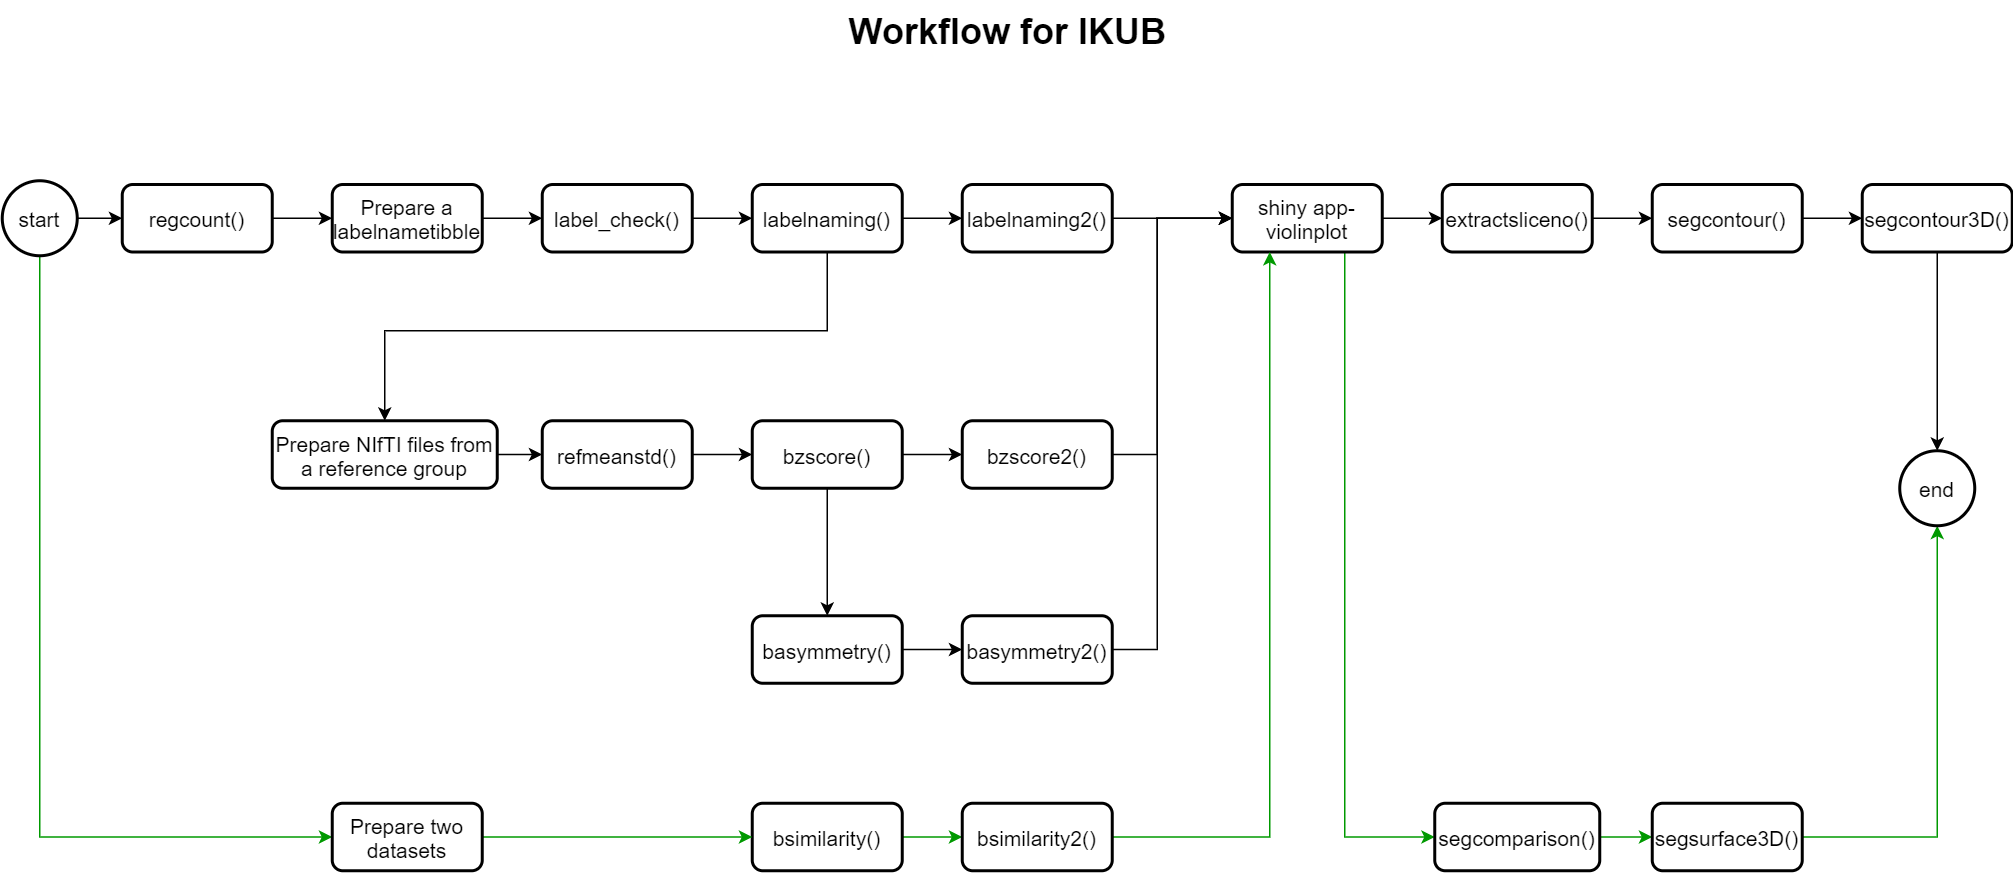 Workflow for IKUB
start
regcount()
Prepare a
labelnametibble
label_check()
labelnaming()
labelnaming2()
shiny app-
violinplot
extractsliceno()
segcontour()
segcontour3D()
Prepare NIfTI files from
a reference group
refmeanstd()
bzscore()
bzscore2()
end
basymmetry()
basymmetry2()
Prepare two
datasets
bsimilarity()
bsimilarity2()
segcomparison()
segsurface3D()